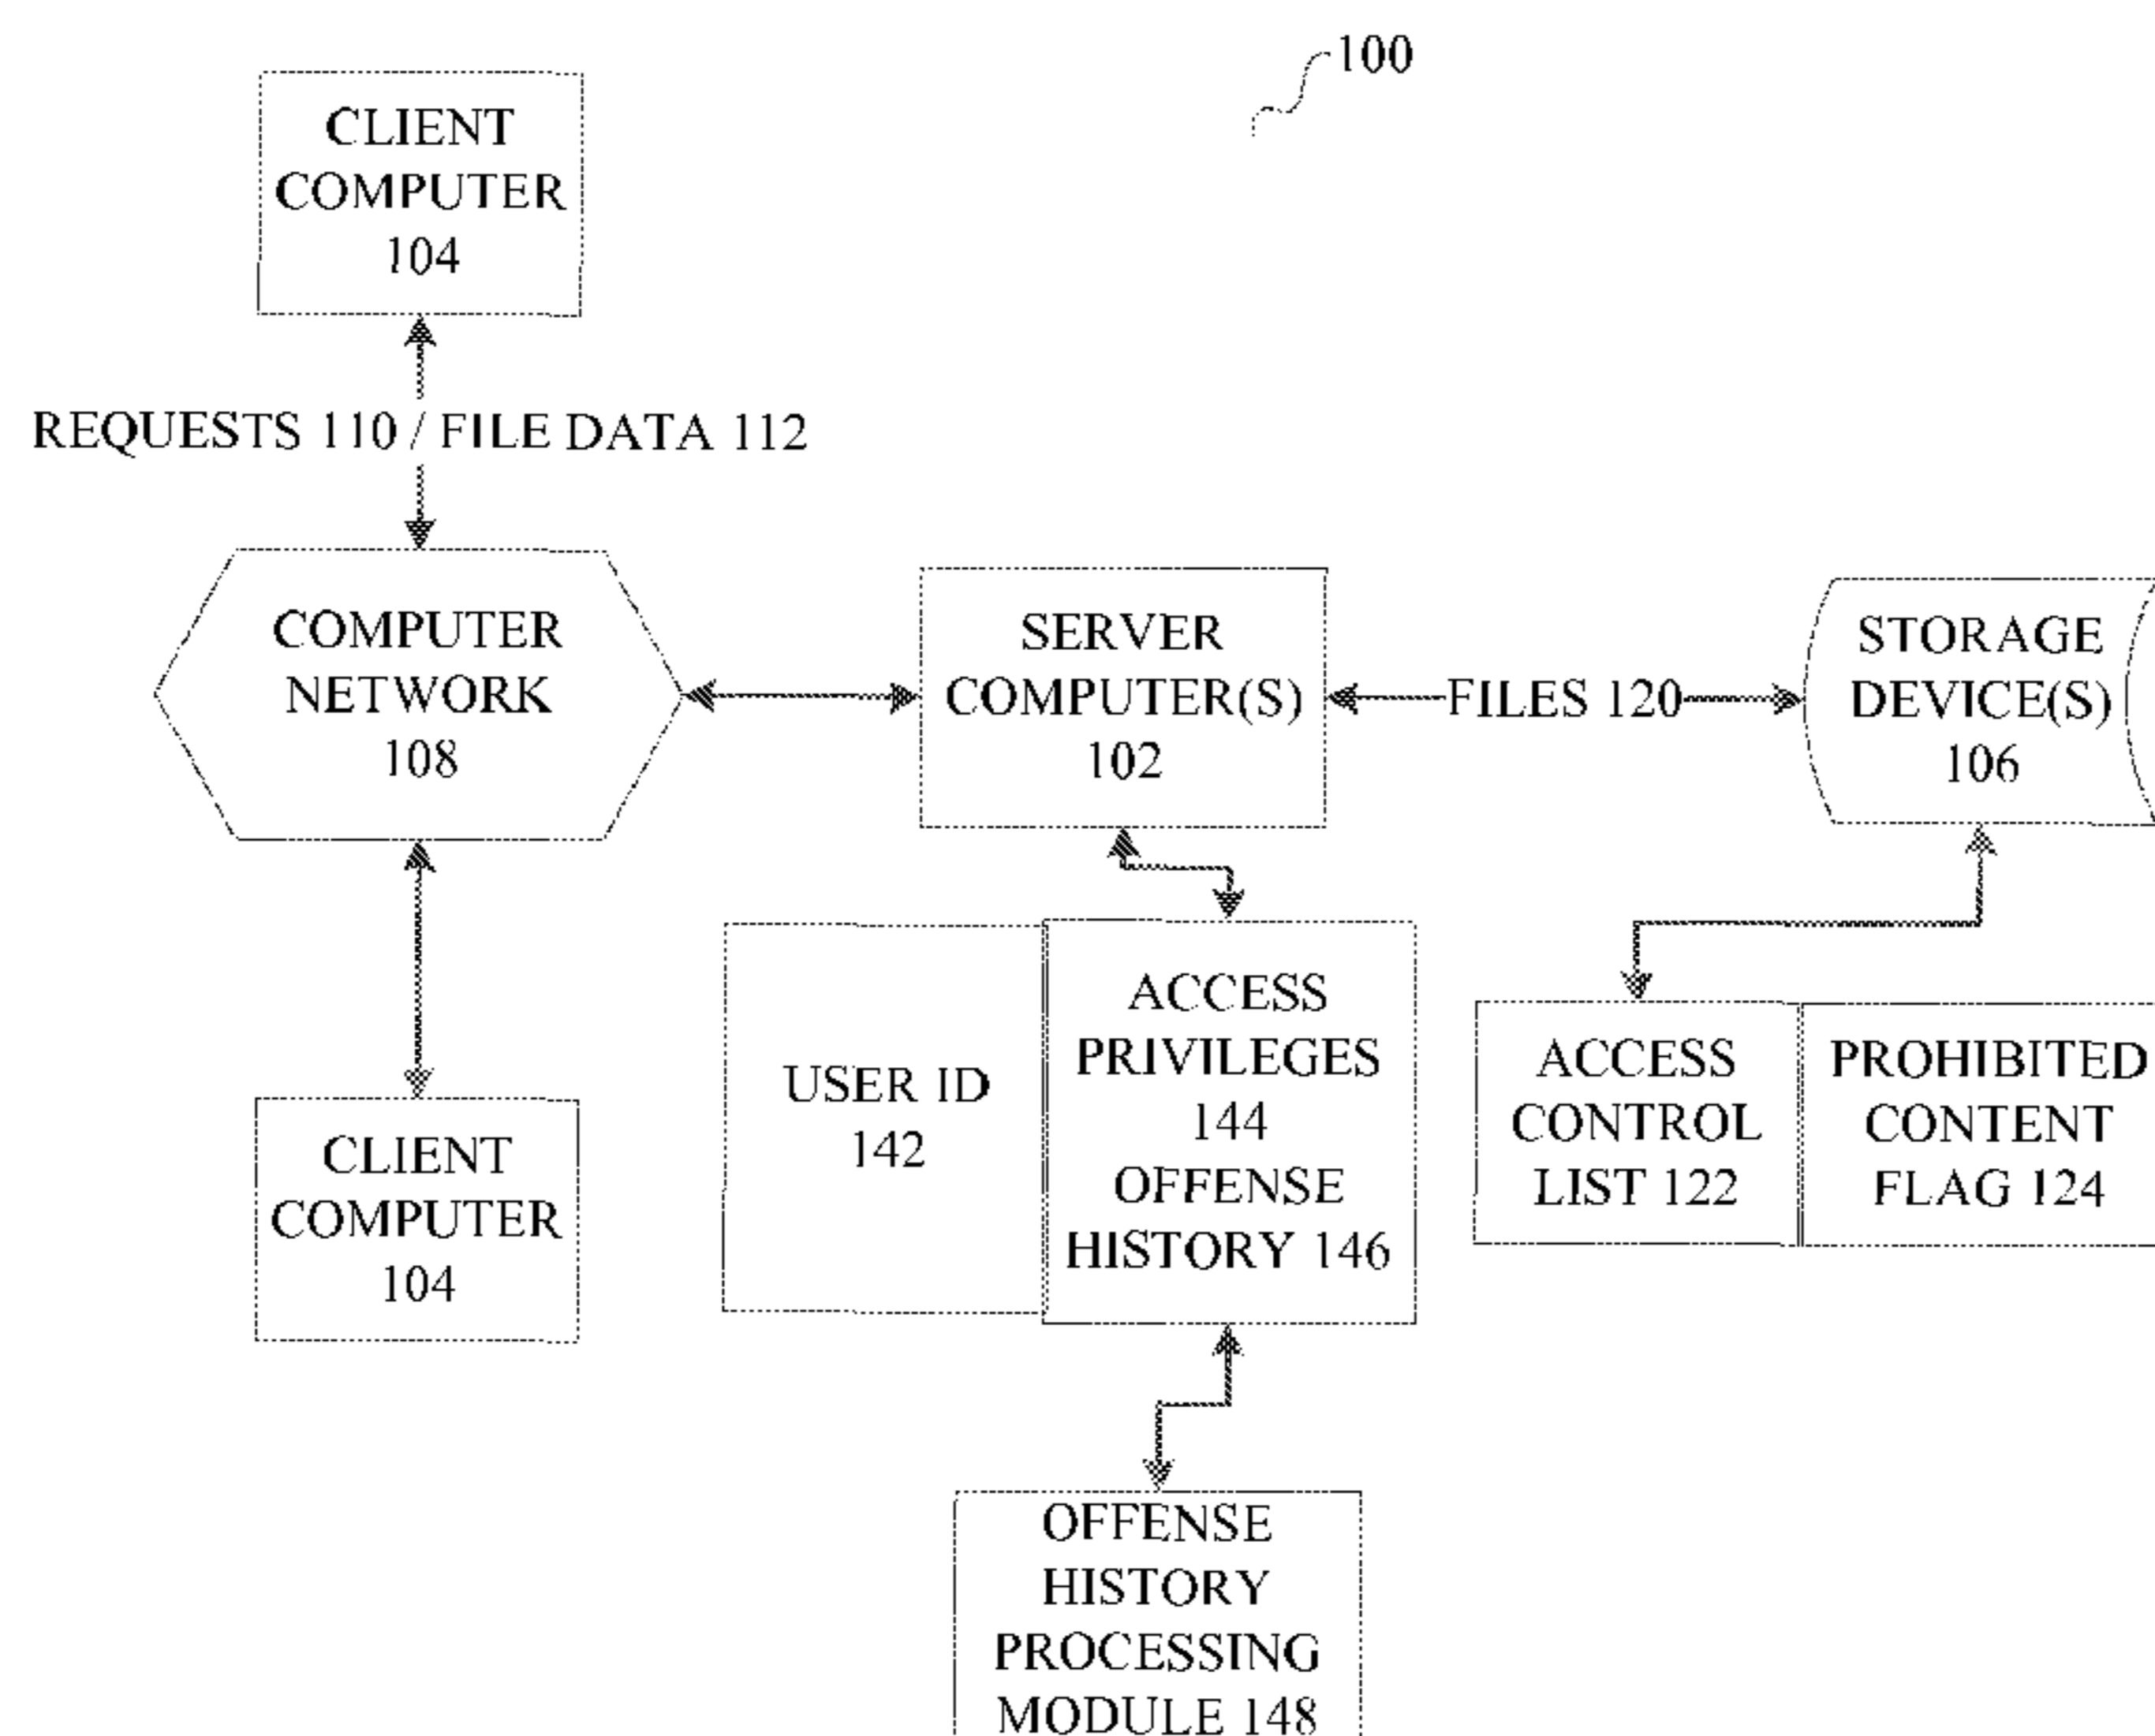 100
CLIENT
COMPUTER
104
REQUESTS 110 / FILE DATA 112
COMPUTER
NETWORK
108
SERVER
COMPUTER(S)
102
FILES 120
STORAGE
DEVICE(S)
106
CLIENT
COMPUTER
104
USER ID
142
ACCESS
PRIVILEGES
144
OFFENSE
HISTORY 146
ACCESS
CONTROL
LIST 122
PROHIBITED
CONTENT
FLAG 124
OFFENSE
HISTORY
PROCESSING
MODULE 148